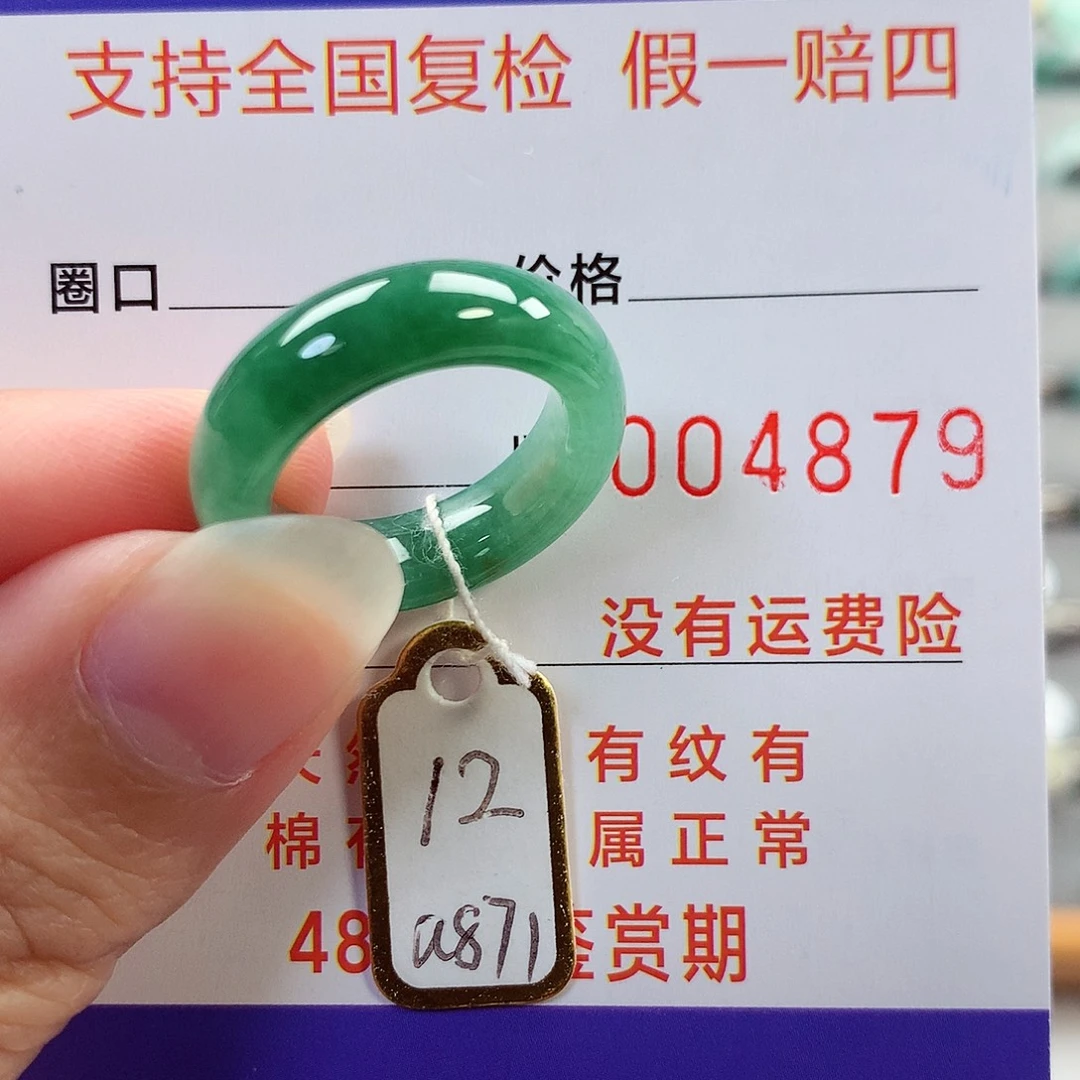 支持全国复检 假一赔四
圈口 价格
004879
没有运费险
有纹有
棉 属正常
48 鉴赏期
12
a871